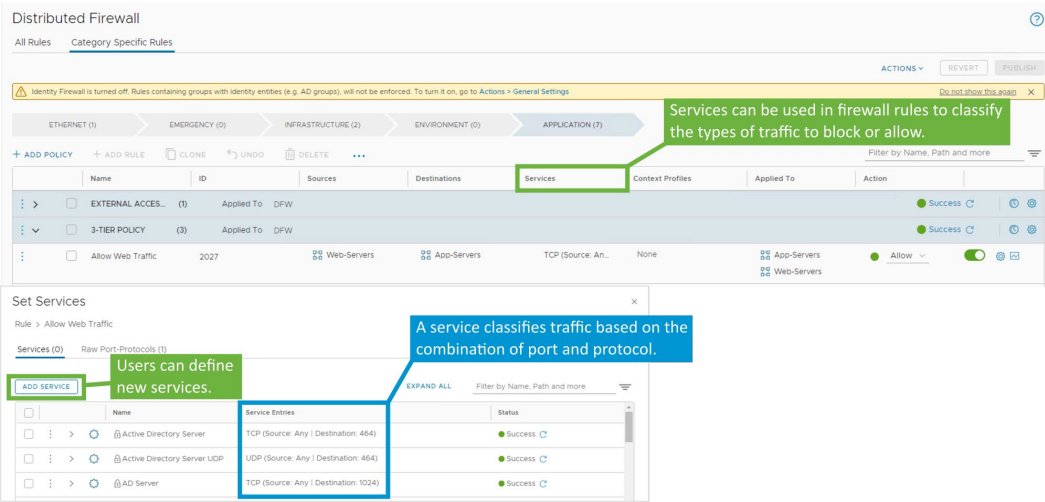 Distributed Firewall
All Rules Category Specific Rules
ACTIONS REVERT PUBLISH
Identity Firewall is turned off. Rules containing groups with identity entities (e.g. AD groups), will not be enforced. To turn it on, go to Actions > General Settings Do not show this again
Services can be used in firewall rules to classify
the types of traffic to block or allow.
ETHERNET (1) EMERGENCY (0) INFRASTRUCTURE (2) ENVIRONMENT (0) APPLICATION (7)
+ ADD POLICY + ADD RULE CLONE UNDO DELETE ... Filter by Name, Path and more
Name ID Sources Destinations Services Context Profiles Applied To Action
EXTERNAL ACCES... (1) Applied To DFW Success
3-TIER POLICY (3) Applied To DFW Success
Allow Web Traffic 2027 Web-Servers App-Servers TCP (Source: An... None App-Servers Allow
Web-Servers
Set Services
Rule > Allow Web Traffic
A service classifies traffic based on the
combination of port and protocol.
Services (0) Raw Port-Protocols (1)
Users can define
new services.
ADD SERVICE EXPAND ALL Filter by Name, Path and more
Name Service Entries Status
Active Directory Server TCP (Source: Any | Destination: 464) Success
Active Directory Server UDP UDP (Source: Any | Destination: 464) Success
AD Server TCP (Source: Any | Destination: 1024) Success